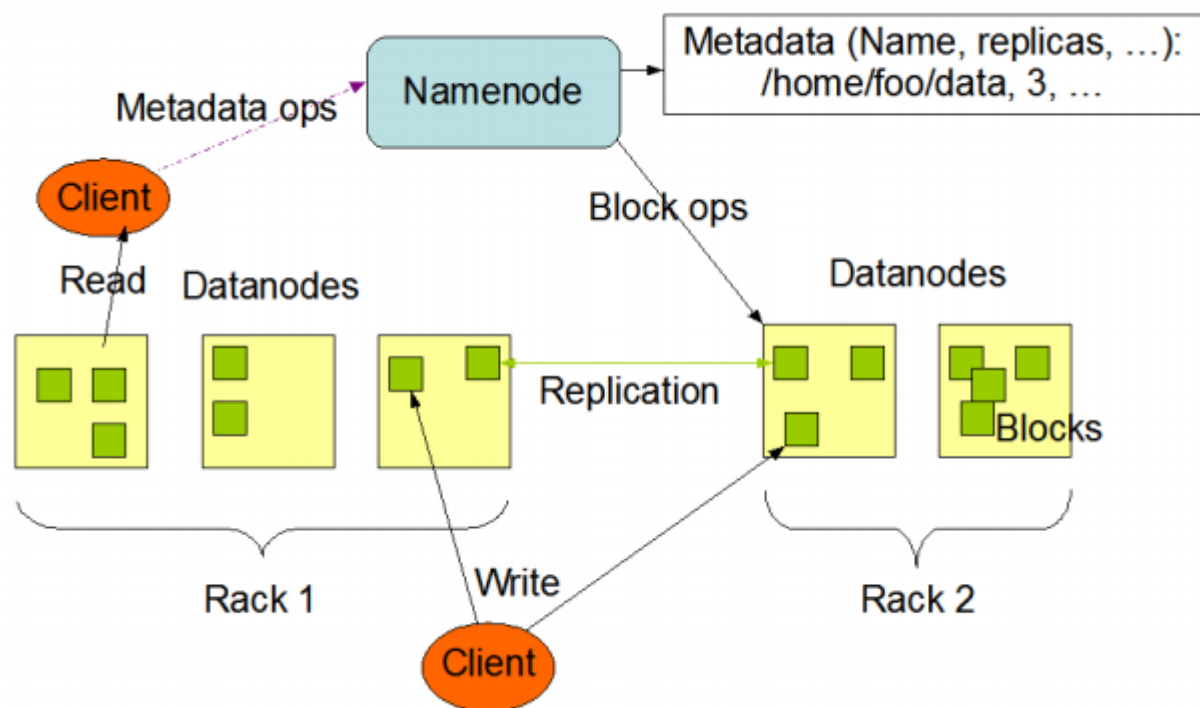 Metadata (Name, replicas, …):
/home/foo/data, 3, …
Namenode
Metadata ops
Client
Block ops
Read
Datanodes
Datanodes
Replication
Blocks
Rack 1
Write
Rack 2
Client